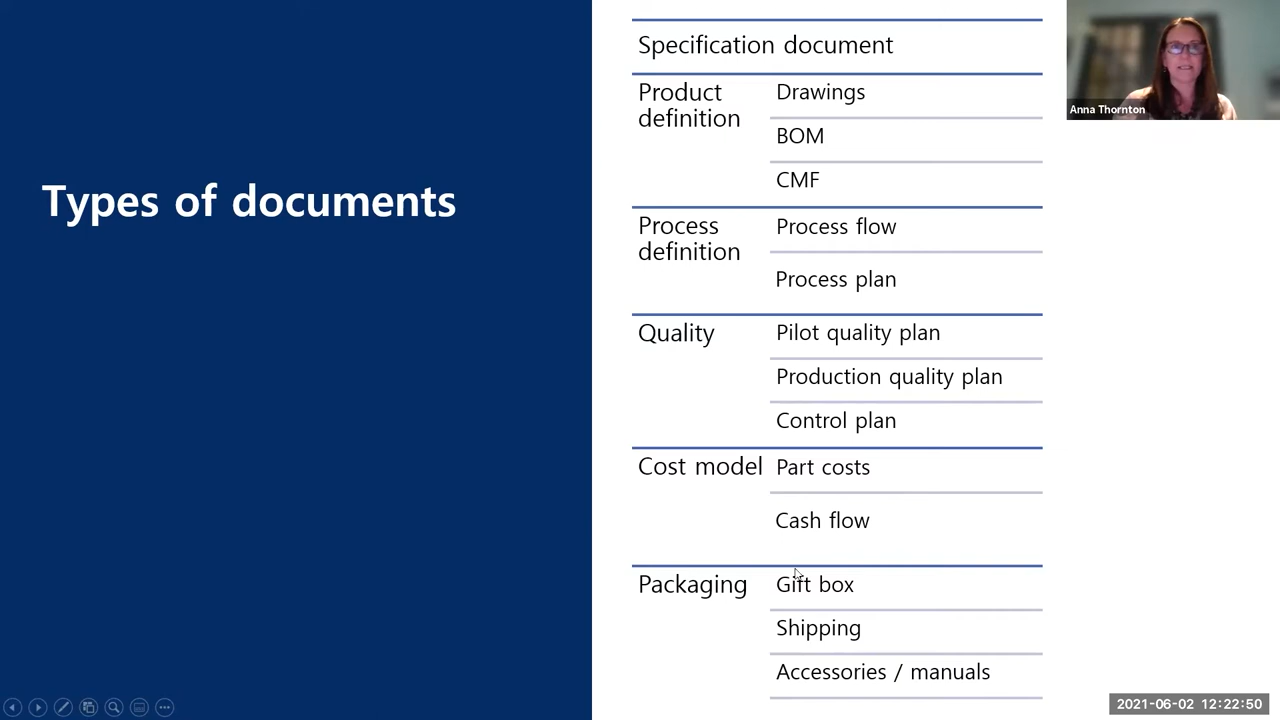 Types of documents
Specification document
Product
definition
Drawings
BOM
CMF
Process
definition
Process flow
Process plan
Quality
Pilot quality plan
Production quality plan
Control plan
Cost model
Part costs
Cash flow
Packaging
Gift box
Shipping
Accessories / manuals
Anna Thornton
2021-06-02 12:22:50